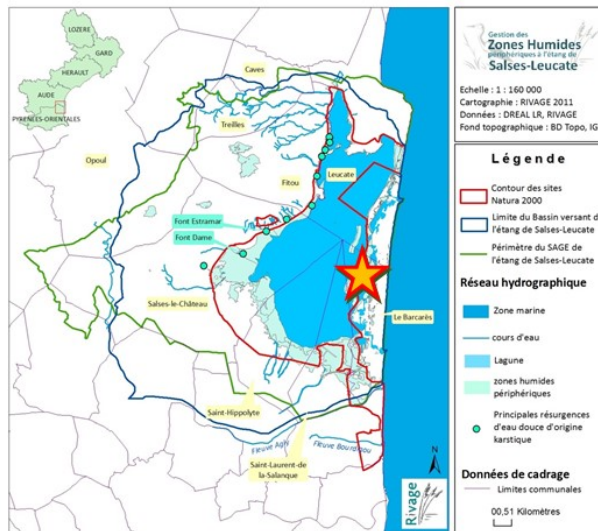 LOZERE
GARD
HERAULT
AUDE
PYRENEES-ORIENTALES
Caves
Treilles
Opoul
Fitou
Leucate
Font Estramar
Font Dame
Salses-le-Château
Le Barcarès
Saint-Hippolyte
Fleuve Agly
Fleuve Bourdigou
Saint-Laurent-de
la-Salanque
N
Rivage
Gestion des
Zones Humides
périphériques à l'étang de
Salses-Leucate
Echelle : 1 : 160 000
Cartographie : RIVAGE 2011
Données : DREAL LR, RIVAGE
Fond topographique : BD Topo, IG
Légende
Contour des sites
Natura 2000
Limite du Bassin versant d
l'étang de Salses-Leucate
Périmètre du SAGE de
l'étang de Salses-Leucate
Réseau hydrographique
Zone marine
cours d'eau
Lagune
zones humides
périphériques
Principales résurgences
d'eau douce d'origine
karstique
Données de cadrage
Limites communales
00,51 Kilomètres